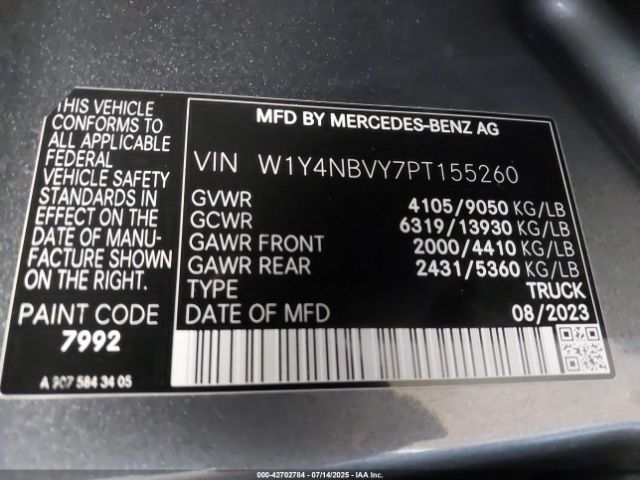 THIS VEHICLE
CONFORMS TO
ALL APPLICABLE
FEDERAL
MOTOR
VEHICLE SAFETY
STANDARDS IN
EFFECT ON THE
DATE OF MANU-
FACTURE SHOWN
ON THE RIGHT.
PAINT CODE
7992
A 907 584 34 05
MFD BY MERCEDES-BENZ AG
VIN W1Y4NBVY7PT155260
GVWR 4105/9050 KG/LB
GCWR 6319/13930 KG/LB
GAWR FRONT 2000/4410 KG/LB
GAWR REAR 2431/5360 KG/LB
TYPE TRUCK
DATE OF MFD 08/2023
000-42702784 / 07/14/2025 - IAA Inc.